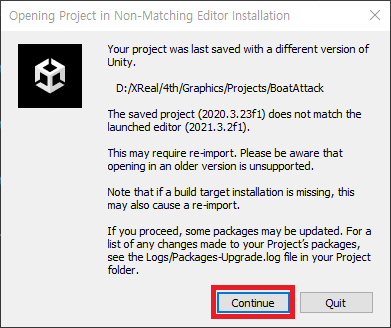 Opening Project in Non-Matching Editor Installation
Your project was last saved with a different version of
Unity.
D:/XReal/4th/Graphics/Projects/BoatAttack
The saved project (2020.3.23f1) does not match the
launched editor (2021.3.2f1).
This may require re-import. Please be aware that
opening in an older version is unsupported.
Note that if a build target installation is missing, this
may also cause a re-import.
If you proceed, some packages may be updated. For a
list of any changes made to your Project's packages,
see the Logs/Packages-Upgrade.log file in your Project
folder.
Continue
Quit